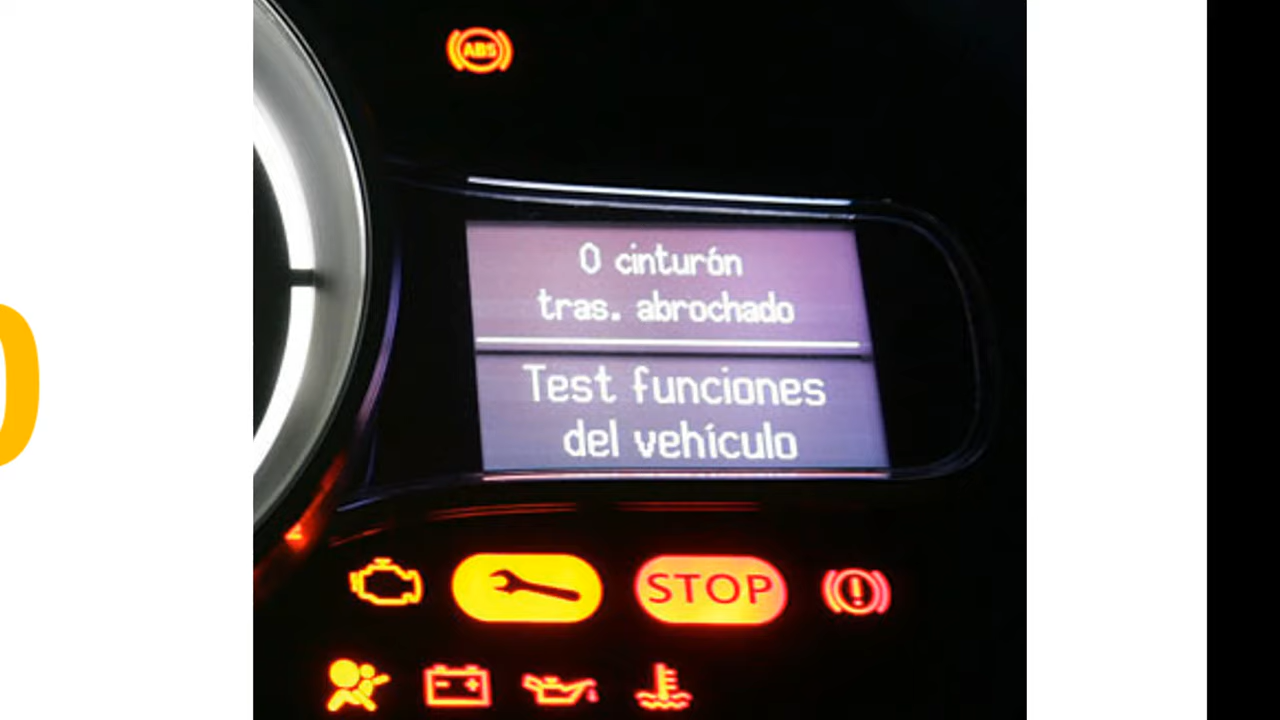 ABS
0 cinturón
tras. abrochado
Test funciones
del vehículo
STOP